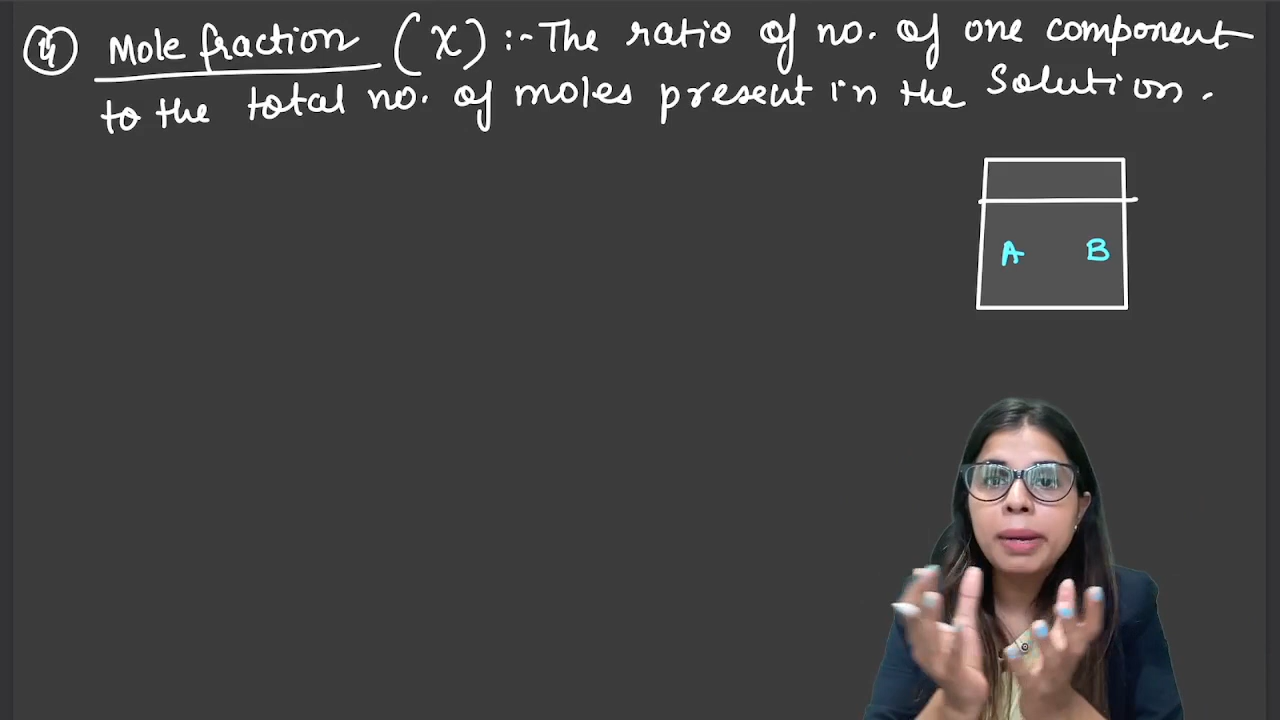 ④ Mole fraction (X) :- The ratio of no. of one component
to the total no. of moles present in the solution.
A B